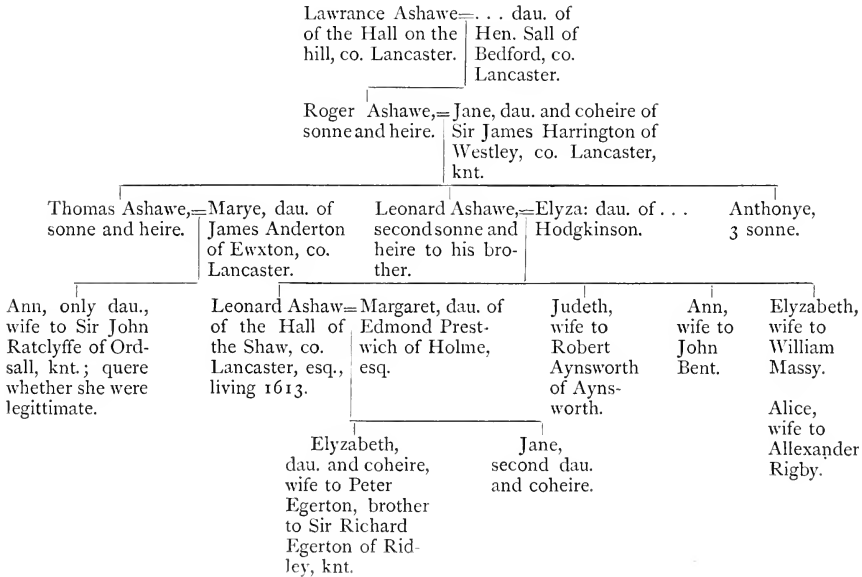 Lawrance Ashawe=. . . dau. of
of the Hall on the Hen. Sall of
hill, co. Lancaster. Bedford, co.
Lancaster.
Roger Ashawe,=Jane, dau. and coheire of
sonne and heire. Sir James Harrington of
Westley, co. Lancaster,
knt.
Thomas Ashawe,=Marye, dau. of
sonne and heire. James Anderton
of Ewxton, co.
Lancaster.
Leonard Ashawe,=Elyza: dau. of . . .
second sonne and Hodgkinson.
heire to his bro-
ther.
Anthonye,
3 sonne.
Ann, only dau.,
wife to Sir John
Ratclyffe of Ord-
sall, knt.; quere
whether she were
legittimate.
Leonard Ashaw=Margaret, dau. of
of the Hall of Edmond Prest-
the Shaw, co. wich of Holme,
Lancaster, esq., esq.
living 1613.
Judeth,
wife to
Robert
Aynsworth
of Ayns-
worth.
Ann,
wife to
John
Bent.
Elyzabeth,
wife to
William
Massy.
Alice,
wife to
Allexander
Rigby.
Elyzabeth,
dau. and coheire,
wife to Peter
Egerton, brother
to Sir Richard
Egerton of Rid-
ley, knt.
Jane,
second dau.
and coheire.